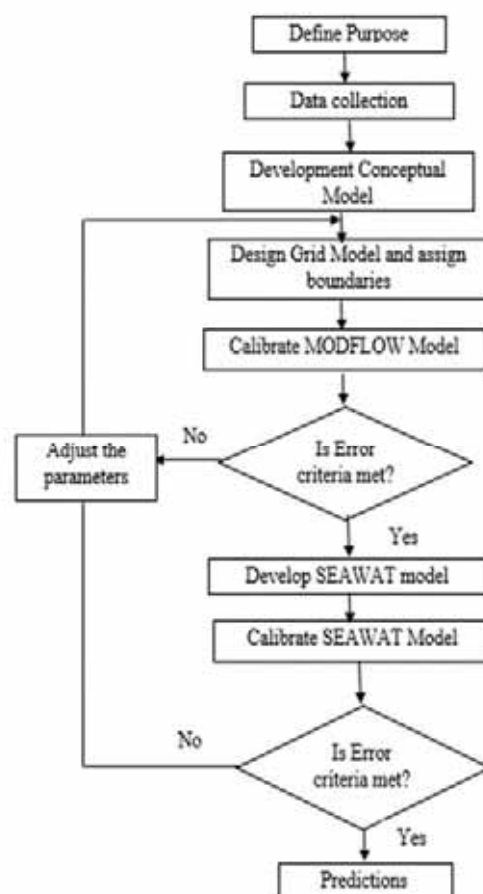 Define Purpose
Data collection
Development Conceptual
Model
Design Grid Model and assign
boundaries
Calibrate MODFLOW Model
No
Adjust the
parameters
Is Error
criteria met?
Yes
Develop SEAWAT model
Calibrate SEAWAT Model
No
Is Error
criteria met?
Yes
Predictions